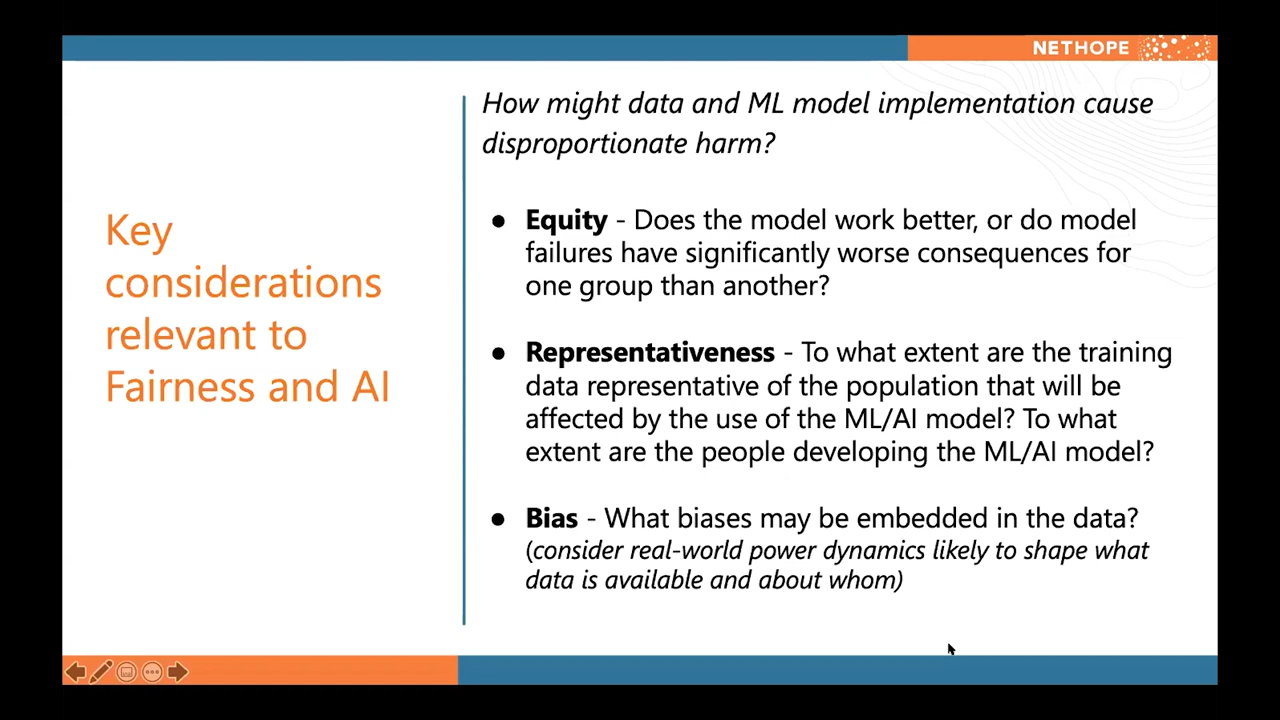 NETHOPE
Key
considerations
relevant to
Fairness and AI
How might data and ML model implementation cause
disproportionate harm?
● Equity - Does the model work better, or do model
failures have significantly worse consequences for
one group than another?
● Representativeness - To what extent are the training
data representative of the population that will be
affected by the use of the ML/AI model? To what
extent are the people developing the ML/AI model?
● Bias - What biases may be embedded in the data?
(consider real-world power dynamics likely to shape what
data is available and about whom)